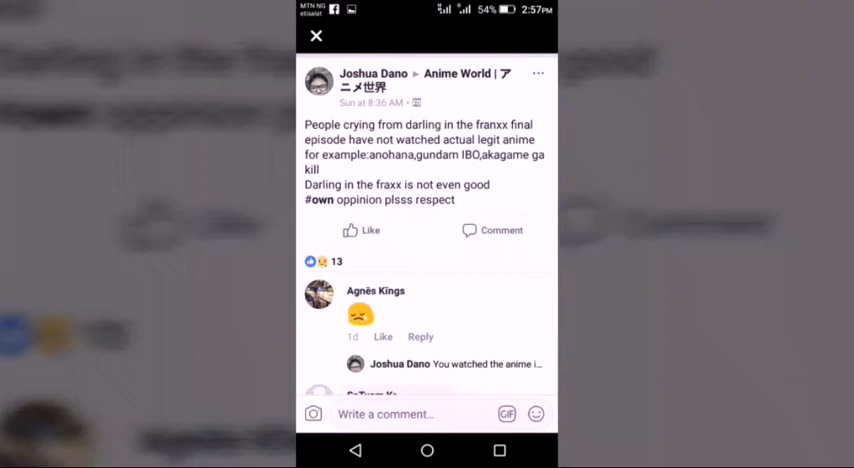 MTN NG
etisalat
54%
2:57PM
Joshua Dano ▸ Anime World | ア
ニメ世界
Sun at 8:36 AM
People crying from darling in the franxx final
episode have not watched actual legit anime
for example:anohana,gundam IBO,akagame ga
kill
Darling in the fraxx is not even good
#own oppinion plsss respect
Like
Comment
13
Agnēs Kīngs
1d Like Reply
Joshua Dano You watched the anime i...
Write a comment...
GIF